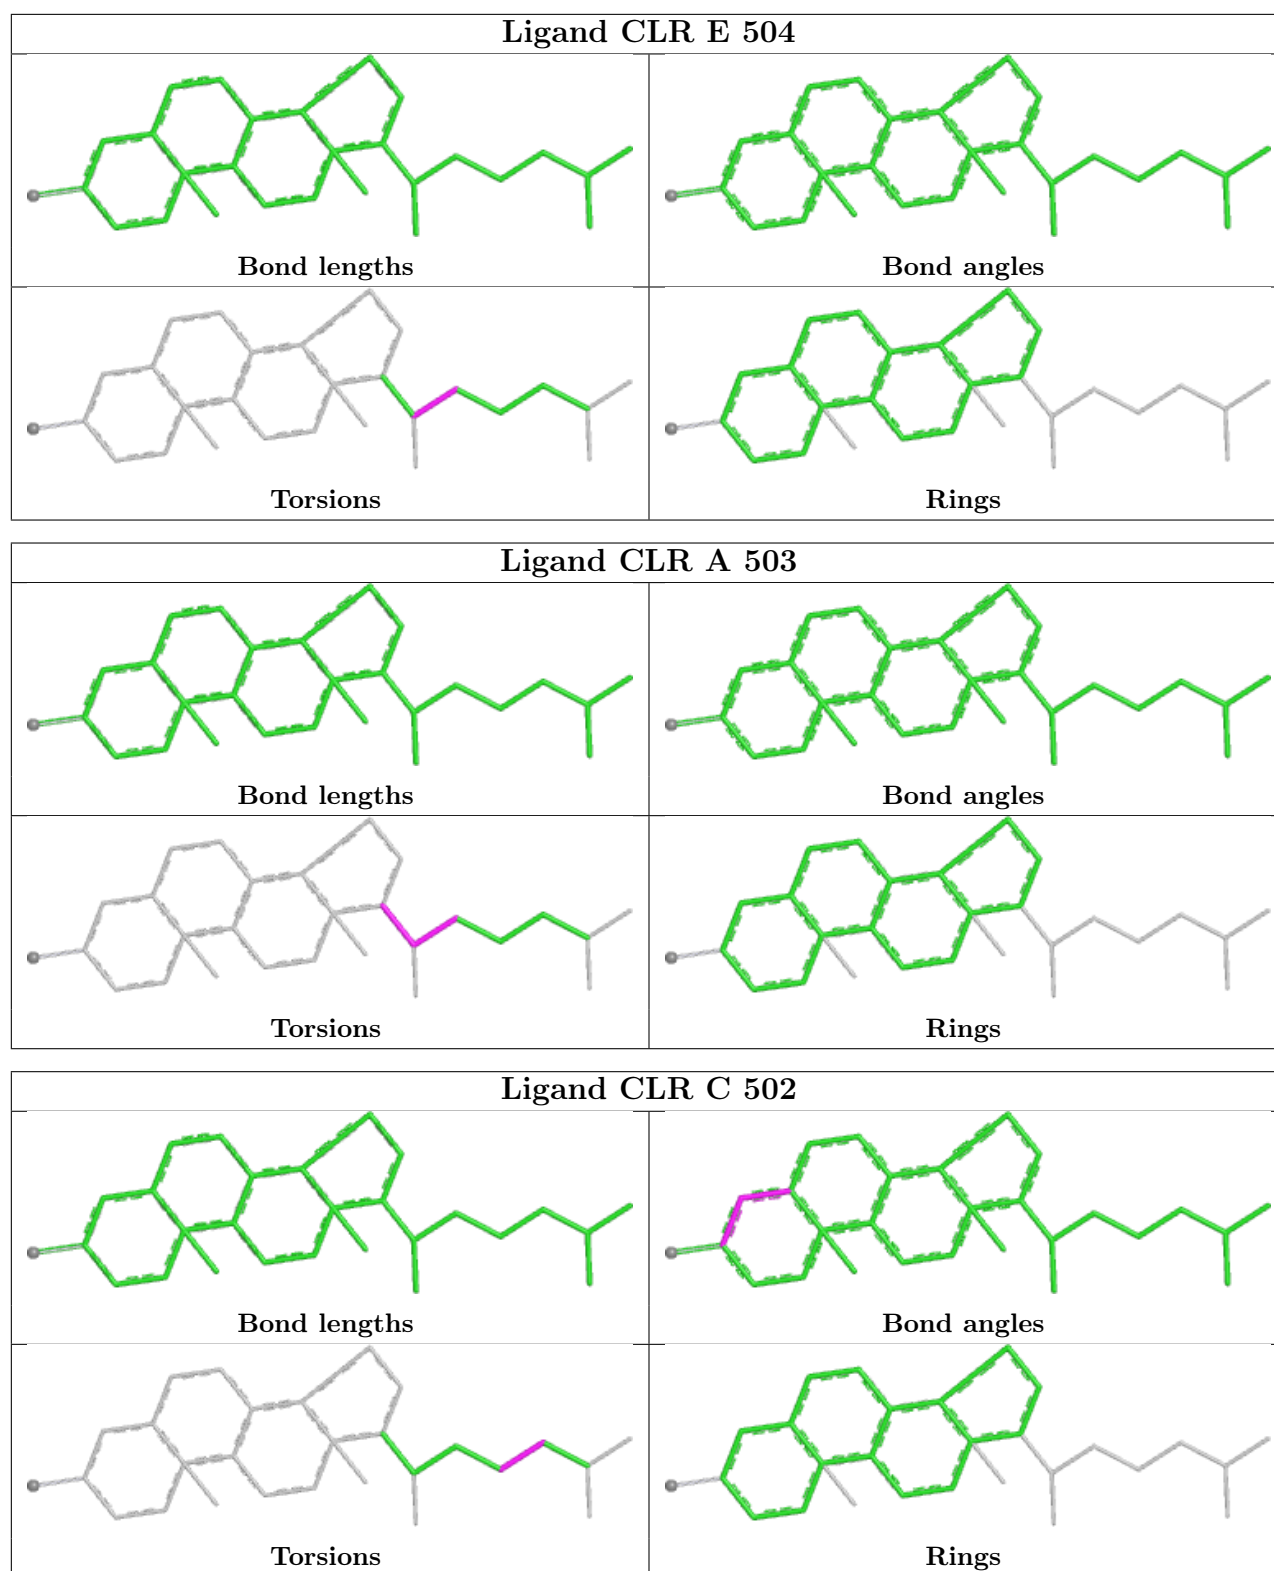 Ligand CLR E 504
Bond lengths
Bond angles
Torsions
Rings
Ligand CLR A 503
Bond lengths
Bond angles
Torsions
Rings
Ligand CLR C 502
Bond lengths
Bond angles
Torsions
Rings